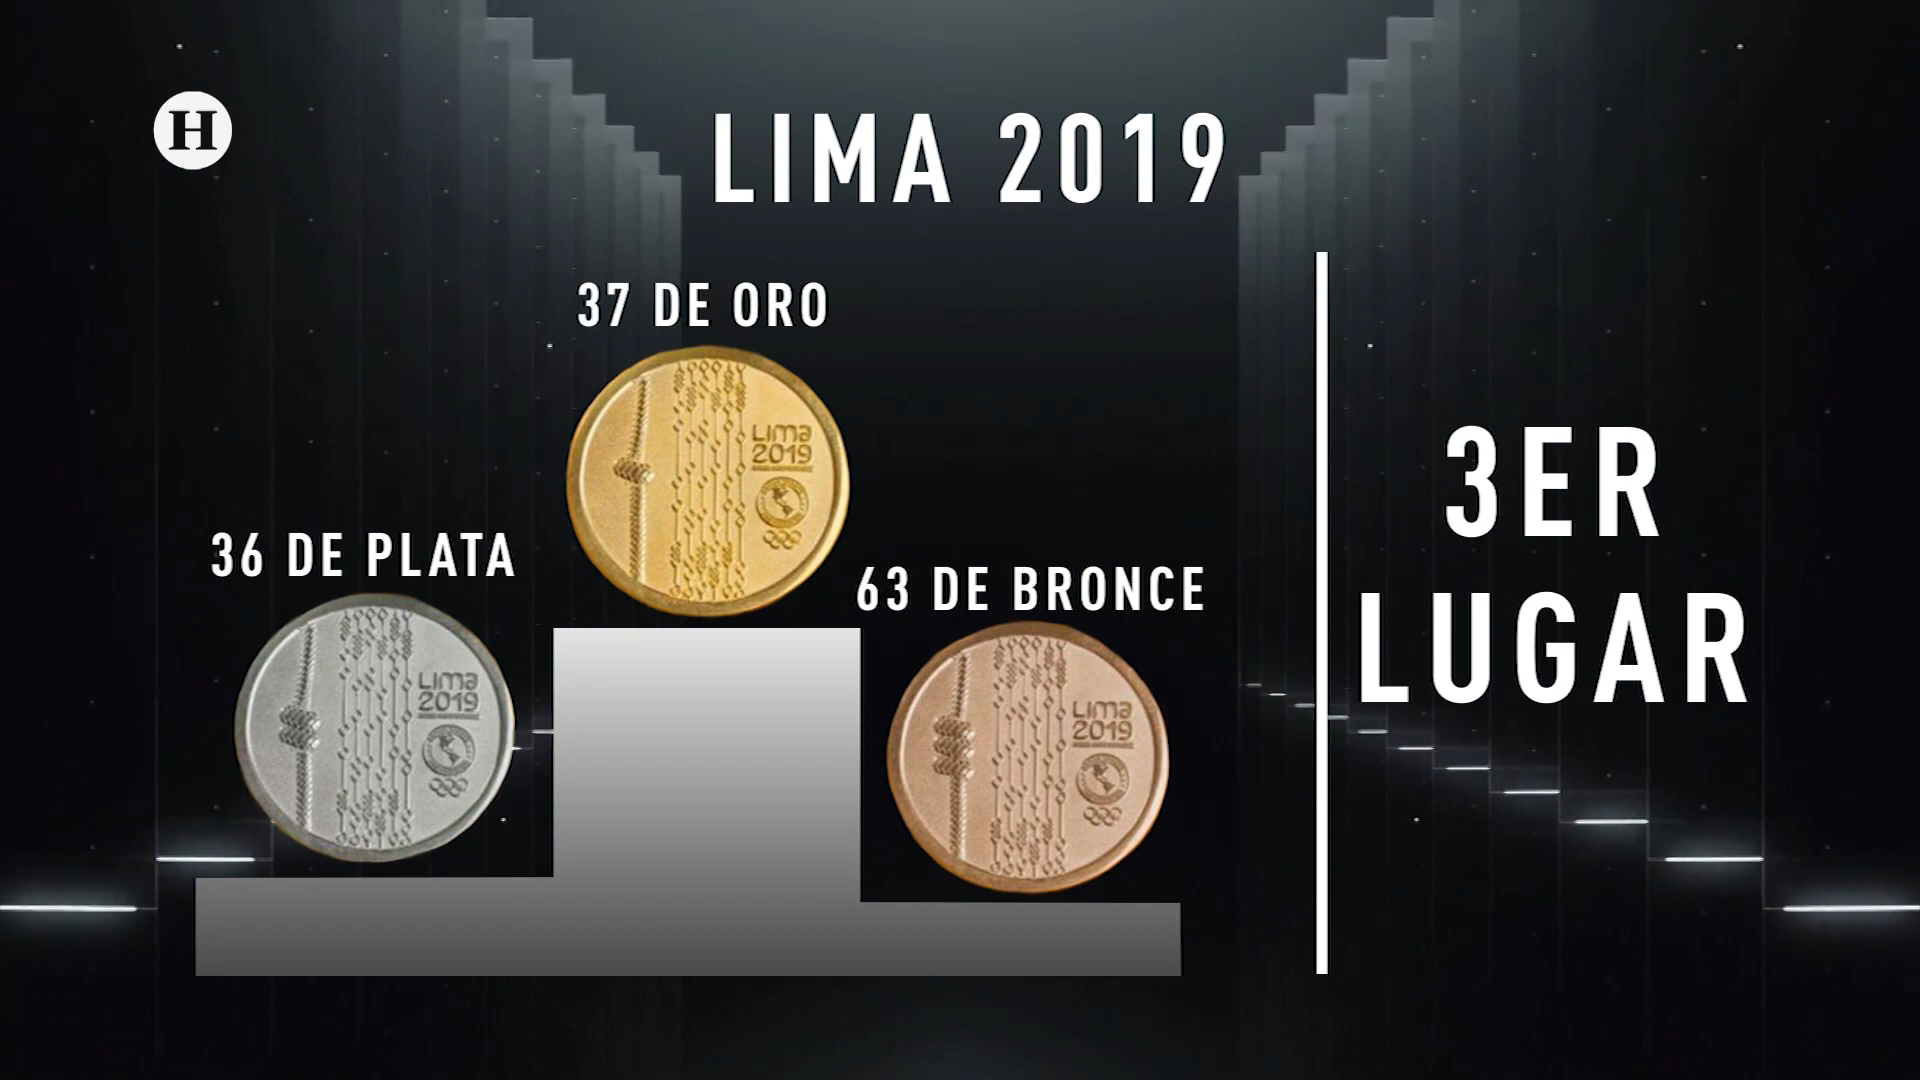 H
LIMA 2019
37 DE ORO
Lima
2019
36 DE PLATA
Lima
2019
63 DE BRONCE
Lima
2019
3ER
LUGAR